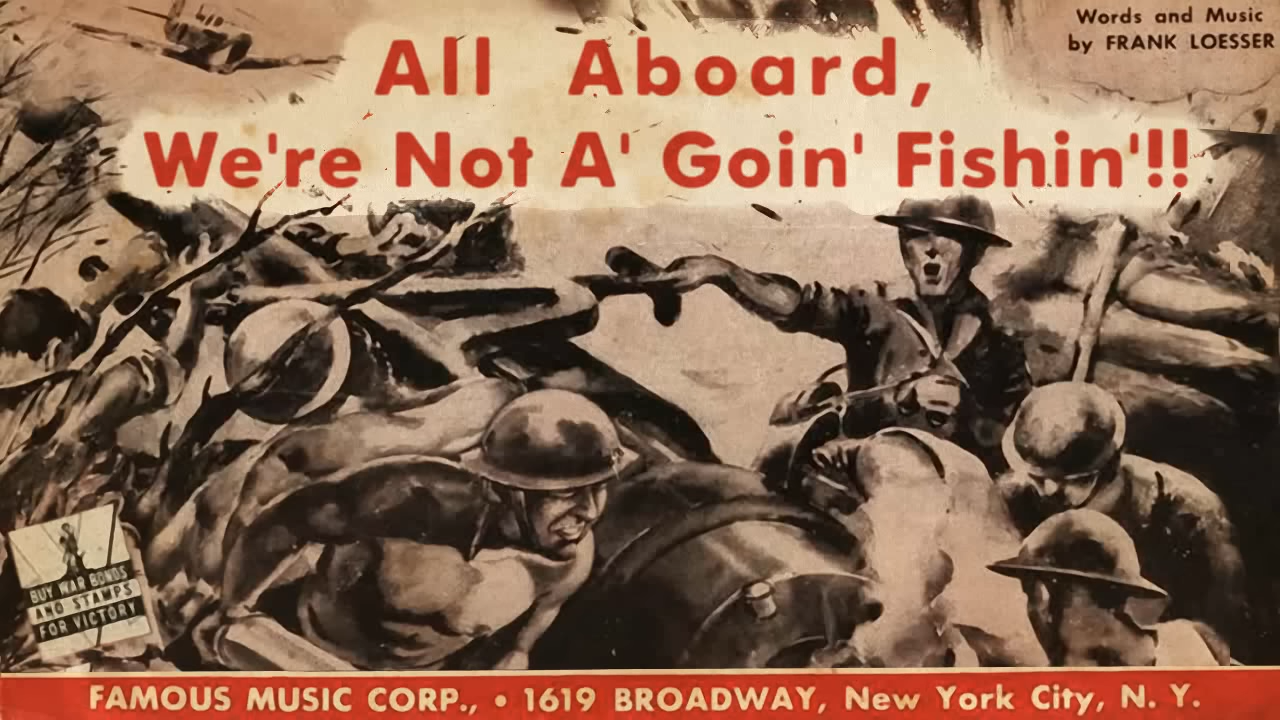 Words and Music
by FRANK LOESSER
All Aboard,
We're Not A' Goin' Fishin'!!
BUY WAR BONDS
AND STAMPS
FOR VICTORY
FAMOUS MUSIC CORP., • 1619 BROADWAY, New York City, N. Y.